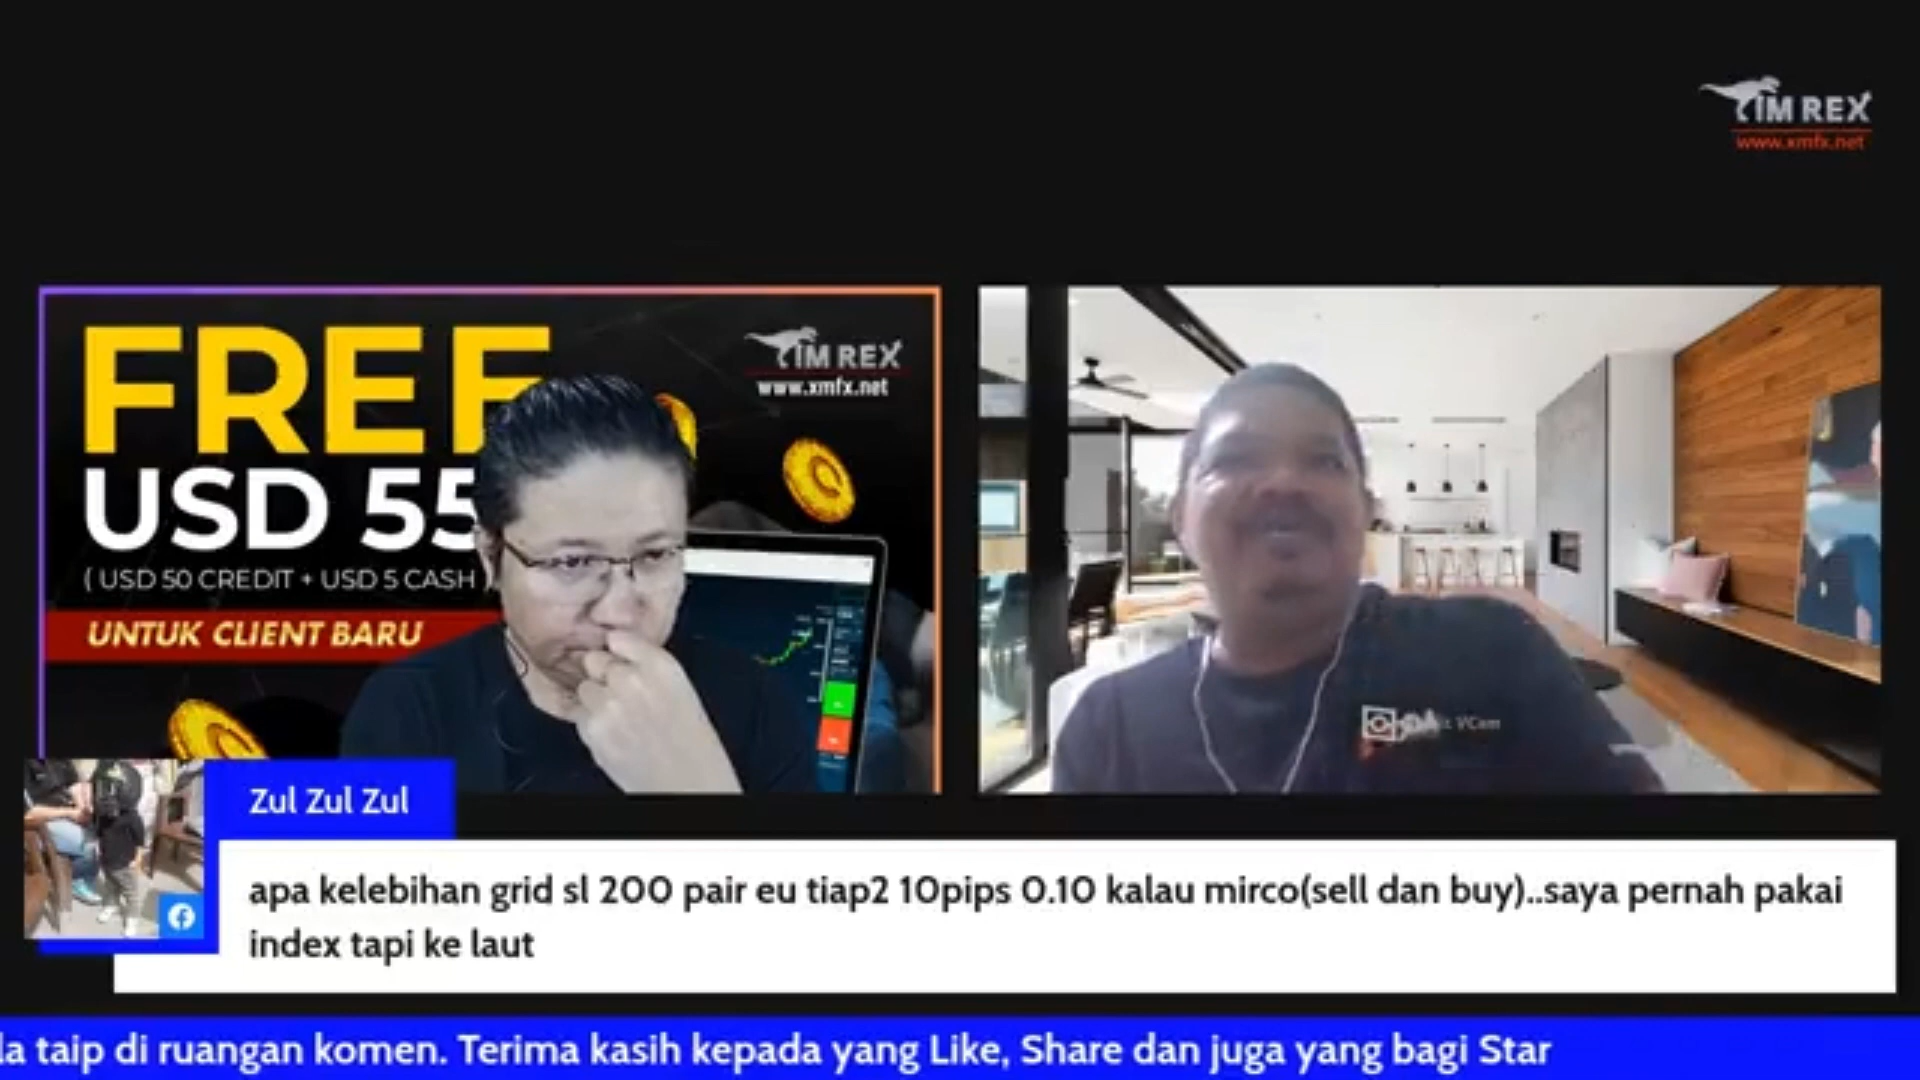 TIM REX
www.xmfx.net
FREE
USD 55
( USD 50 CREDIT + USD 5 CASH )
UNTUK CLIENT BARU
TIM REX
www.xmfx.net
VCam
Zul Zul Zul
apa kelebihan grid sl 200 pair eu tiap2 10pips 0.10 kalau mirco(sell dan buy)..saya pernah pakai
index tapi ke laut
la taip di ruangan komen. Terima kasih kepada yang Like, Share dan juga yang bagi Star